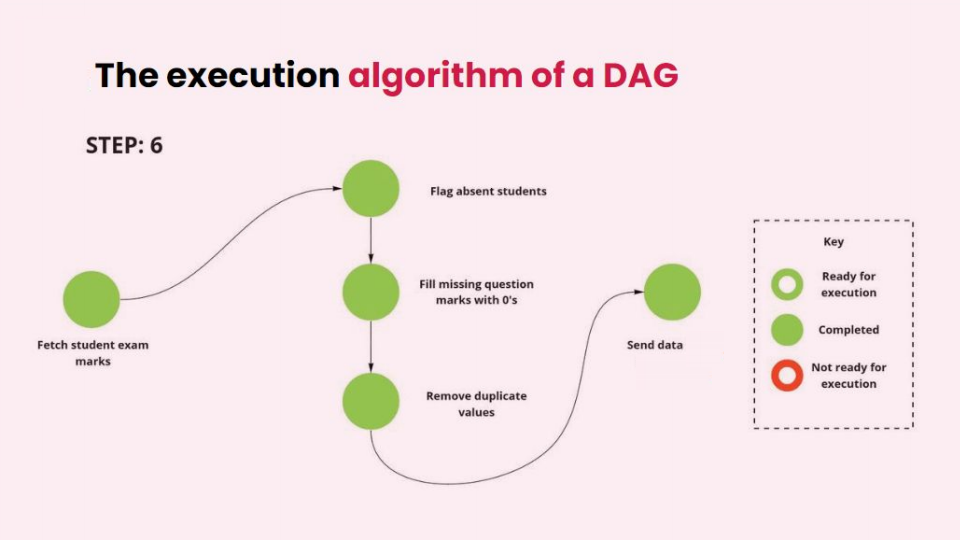 The execution algorithm of a DAG
STEP: 6
Flag absent students
Fill missing question
marks with 0's
Remove duplicate
values
Fetch student exam
marks
Send data
Key
Ready for
execution
Completed
Not ready for
execution